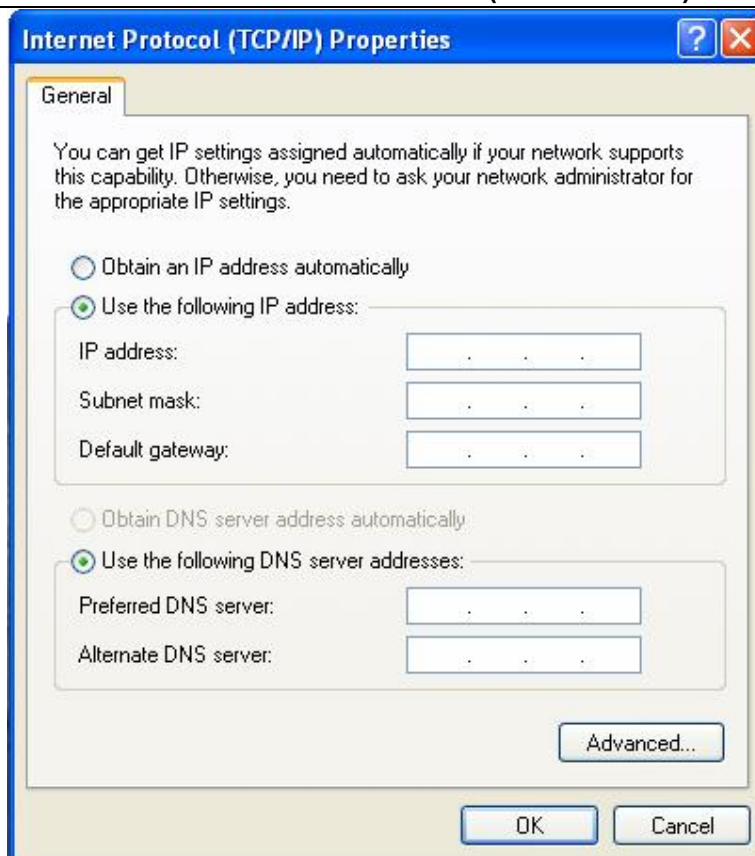 Internet Protocol (TCP/IP) Properties
?
General
You can get IP settings assigned automatically if your network supports
this capability. Otherwise, you need to ask your network administrator for
the appropriate IP settings.
Obtain an IP address automatically
Use the following IP address:
IP address: . . .
Subnet mask: . . .
Default gateway: . . .
Obtain DNS server address automatically
Use the following DNS server addresses:
Preferred DNS server: . . .
Alternate DNS server: . . .
Advanced...
OK Cancel